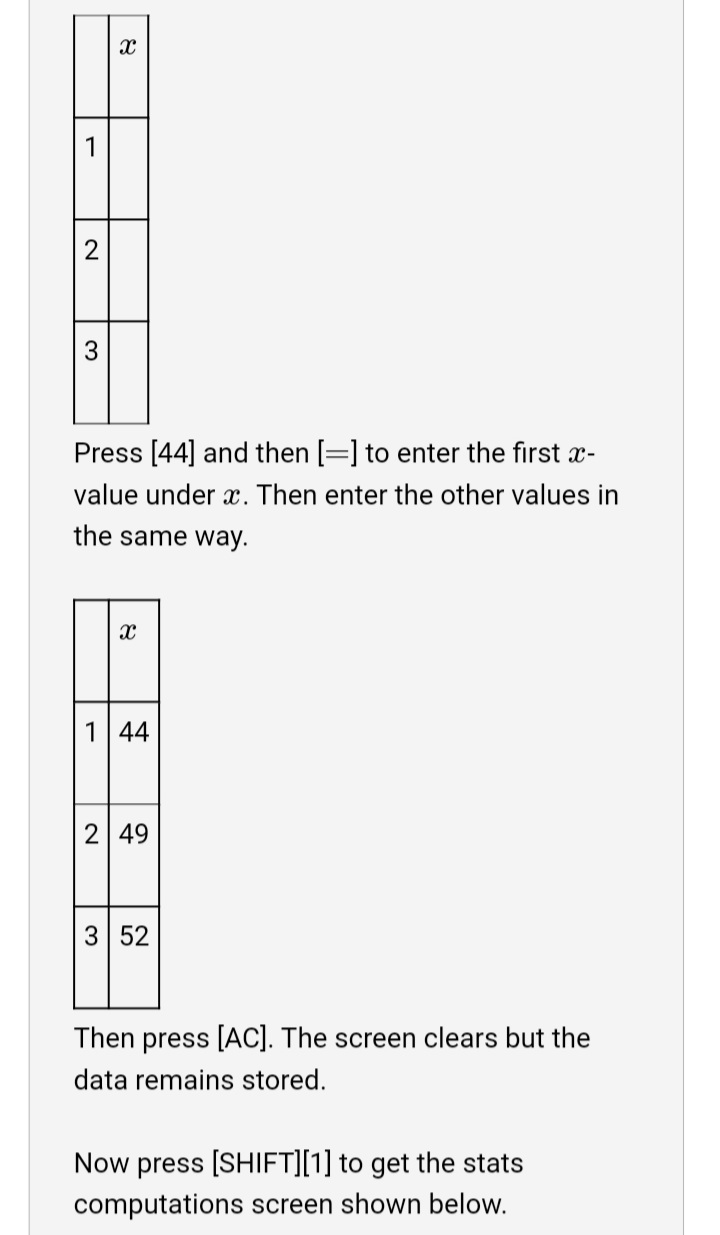 x
1
2
3
Press [44] and then [=] to enter the first x-
value under x. Then enter the other values in
the same way.
x
1 44
2 49
3 52
Then press [AC]. The screen clears but the
data remains stored.
Now press [SHIFT][1] to get the stats
computations screen shown below.